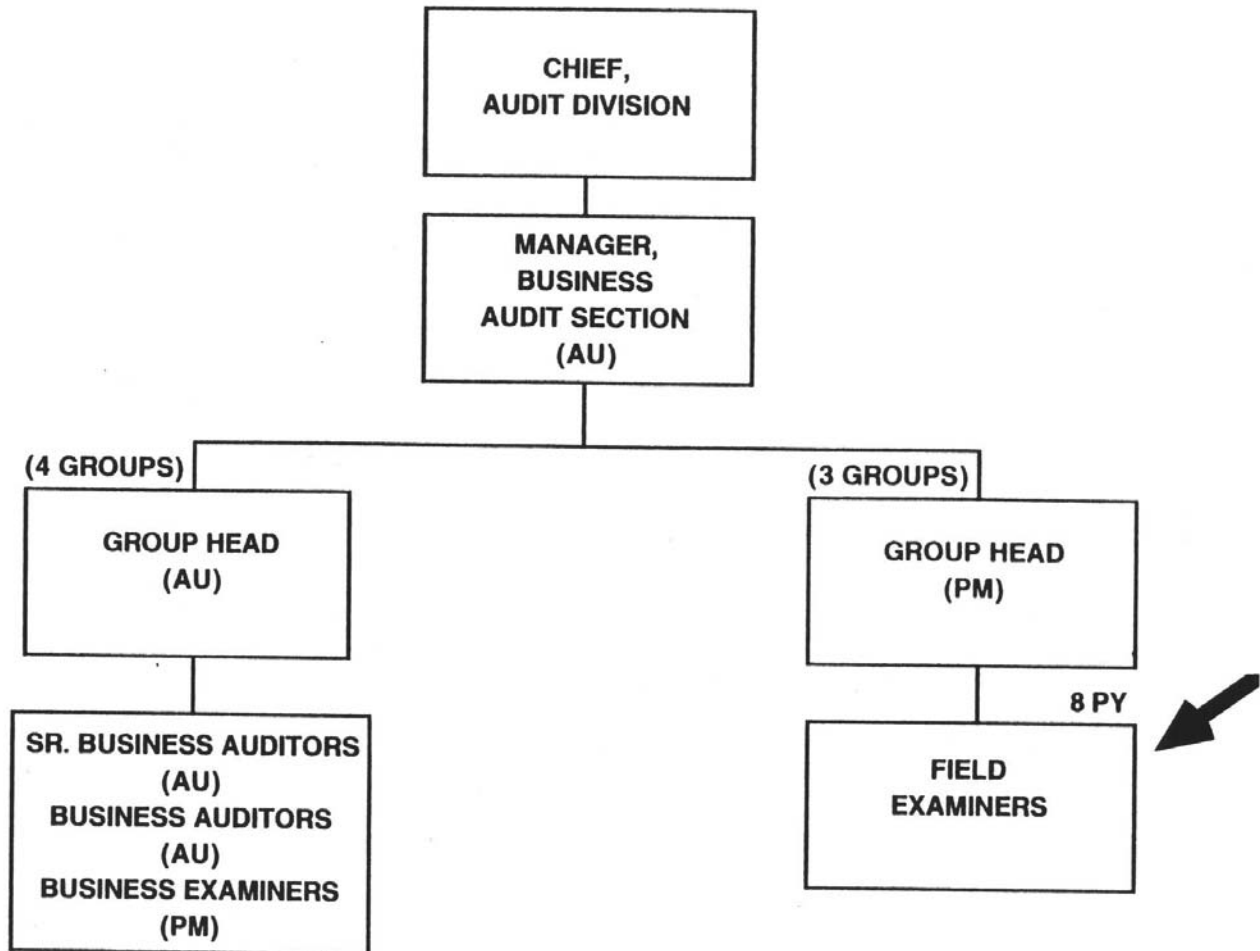 CHIEF,
AUDIT DIVISION
MANAGER,
BUSINESS
AUDIT SECTION
(AU)
(4 GROUPS)
GROUP HEAD
(AU)
SR. BUSINESS AUDITORS
(AU)
BUSINESS AUDITORS
(AU)
BUSINESS EXAMINERS
(PM)
(3 GROUPS)
GROUP HEAD
(PM)
8 PY
FIELD
EXAMINERS